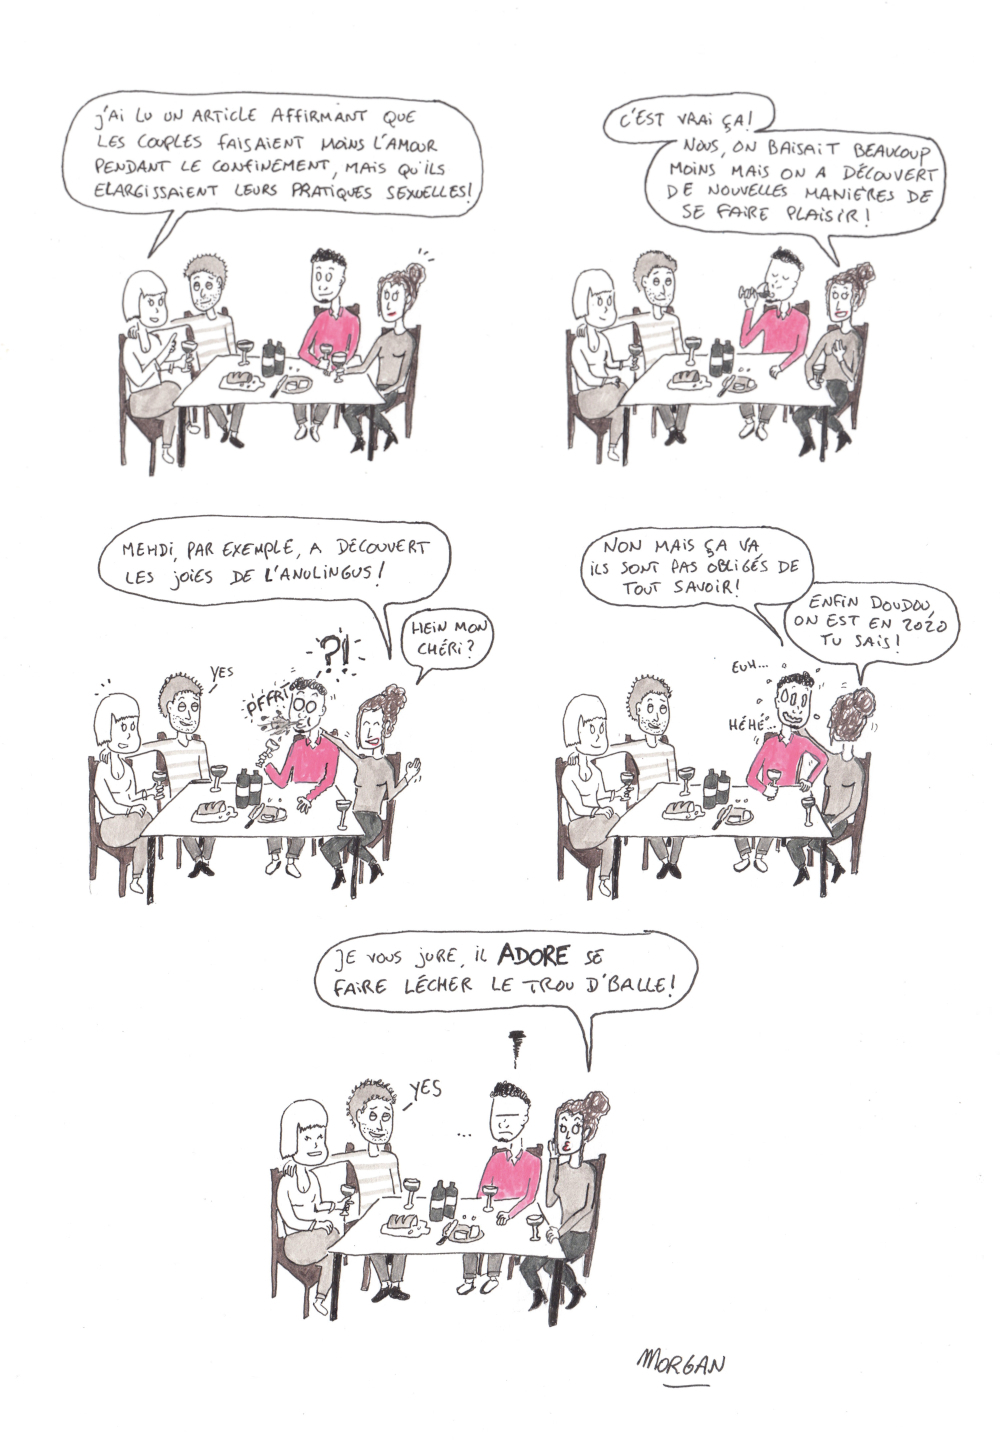 J'AI LU UN ARTICLE AFFIRMANT QUE
LES COUPLES FAISAIENT MOINS L'AMOUR
PENDANT LE CONFINEMENT, MAIS QU'ILS
ELARGISSAIENT LEURS PRATIQUES SEXUELLES!
C'EST VRAI ÇA!
NOUS, ON BAISAIT BEAUCOUP
MOINS MAIS ON A DÉCOUVERT
DE NOUVELLES MANIÈRES DE
SE FAIRE PLAISIR!
MEHDI, PAR EXEMPLE, A DÉCOUVERT
LES JOIES DE L'ANULINGUS!
HEIN MON
CHÉRI?
YES
PFFRT
?!
NON MAIS ÇA VA
ILS SONT PAS OBLIGÉS DE
TOUT SAVOIR!
ENFIN DOUDOU,
ON EST EN 2020
TU SAIS!
EUH...
HÉHÉ...
JE VOUS JURE, IL ADORE SE
FAIRE LÉCHER LE TROU D'BALLE!
YES
...
MORGAN